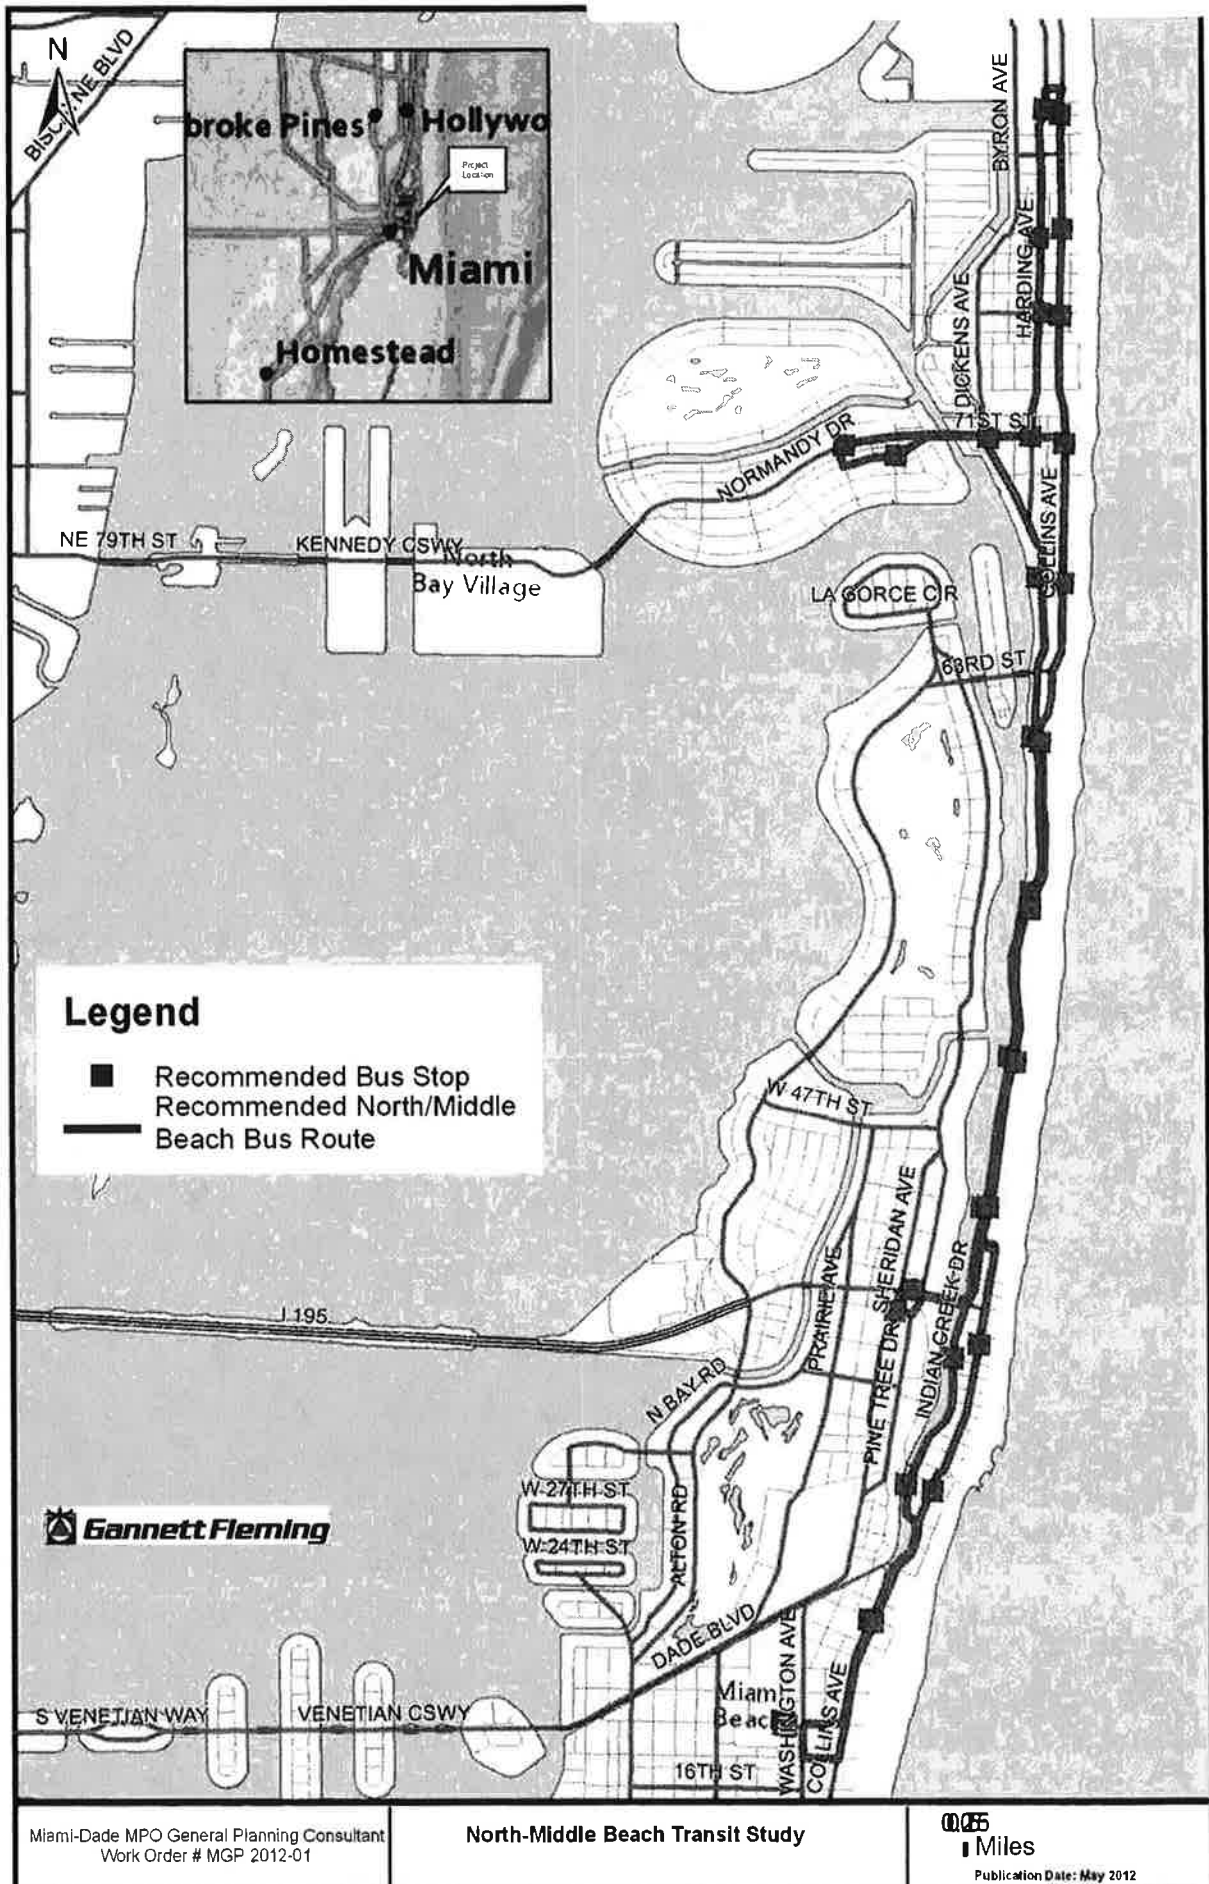 N
BISC
NE BLVD
broke Pines
Hollywo
Project
Location
Miami
Homestead
BYRON AVE
HARDING AVE
DICKENS AVE
71ST ST
NORMANDY DR
COLLINS AVE
NE 79TH ST
KENNEDY CSWY
North
Bay Village
LA GORCE CIR
63RD ST
Legend
Recommended Bus Stop
Recommended North/Middle
Beach Bus Route
W 47TH ST
I 195
PRAIRIE AVE
SHERIDAN AVE
PINE TREE DR
INDIAN CREEK DR
N BAY RD
W 27TH ST
W 24TH ST
ALTON RD
Gannett Fleming
DADE BLVD
WASHINGTON AVE
COLLINS AVE
Miami
Beach
S VENETIAN WAY
VENETIAN CSWY
16TH ST
Miami-Dade MPO General Planning Consultant
Work Order # MGP 2012-01
North-Middle Beach Transit Study
Miles
Publication Date: May 2012